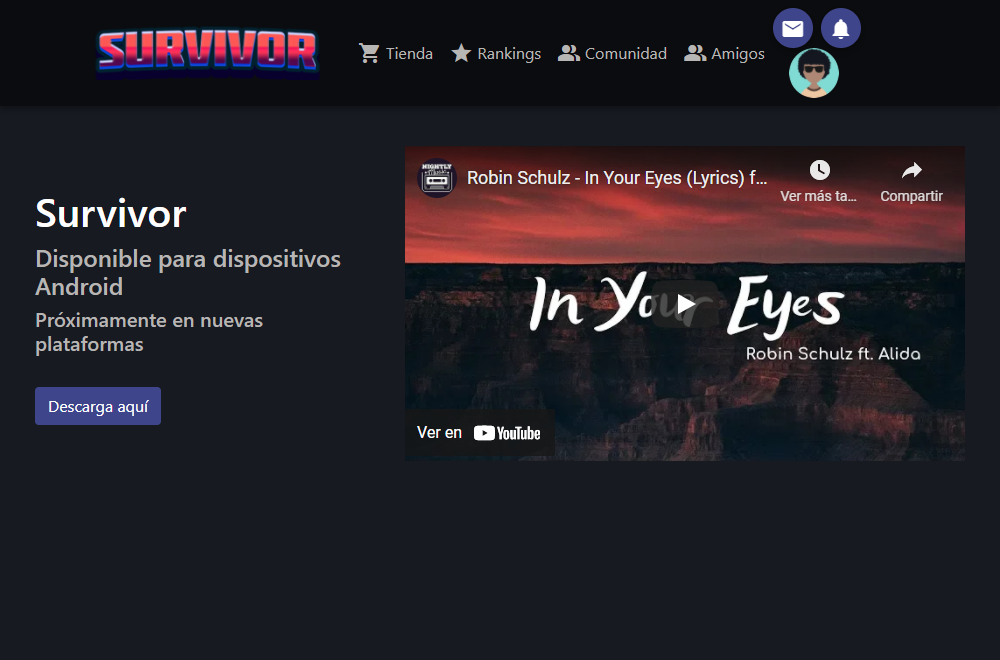 SURVIVOR
Tienda
Rankings
Comunidad
Amigos
Survivor
Disponible para dispositivos
Android
Próximamente en nuevas
plataformas
Descarga aquí
NIGHTLY
Robin Schulz - In Your Eyes (Lyrics) f...
Ver más ta...
Compartir
In Your Eyes
Robin Schulz ft. Alida
Ver en YouTube